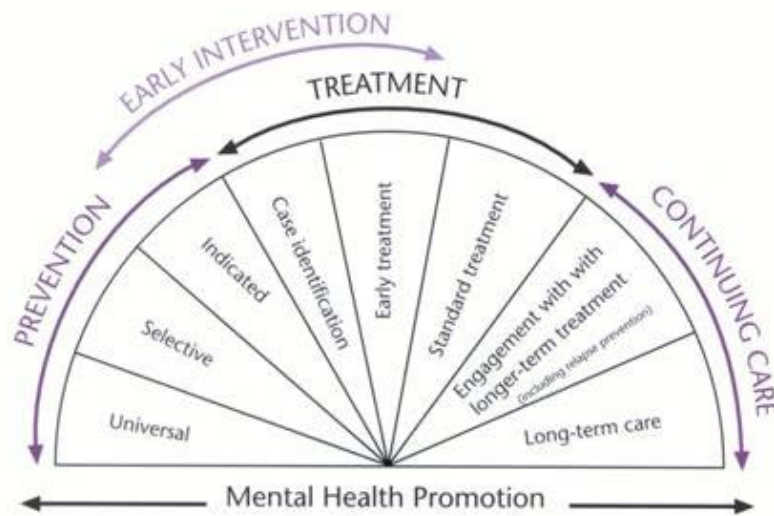 EARLY INTERVENTION
TREATMENT
PREVENTION
CONTINUING CARE
Universal
Selective
Indicated
Case identification
Early treatment
Standard treatment
Engagement with with
longer-term treatment
(including relapse prevention)
Long-term care
Mental Health Promotion